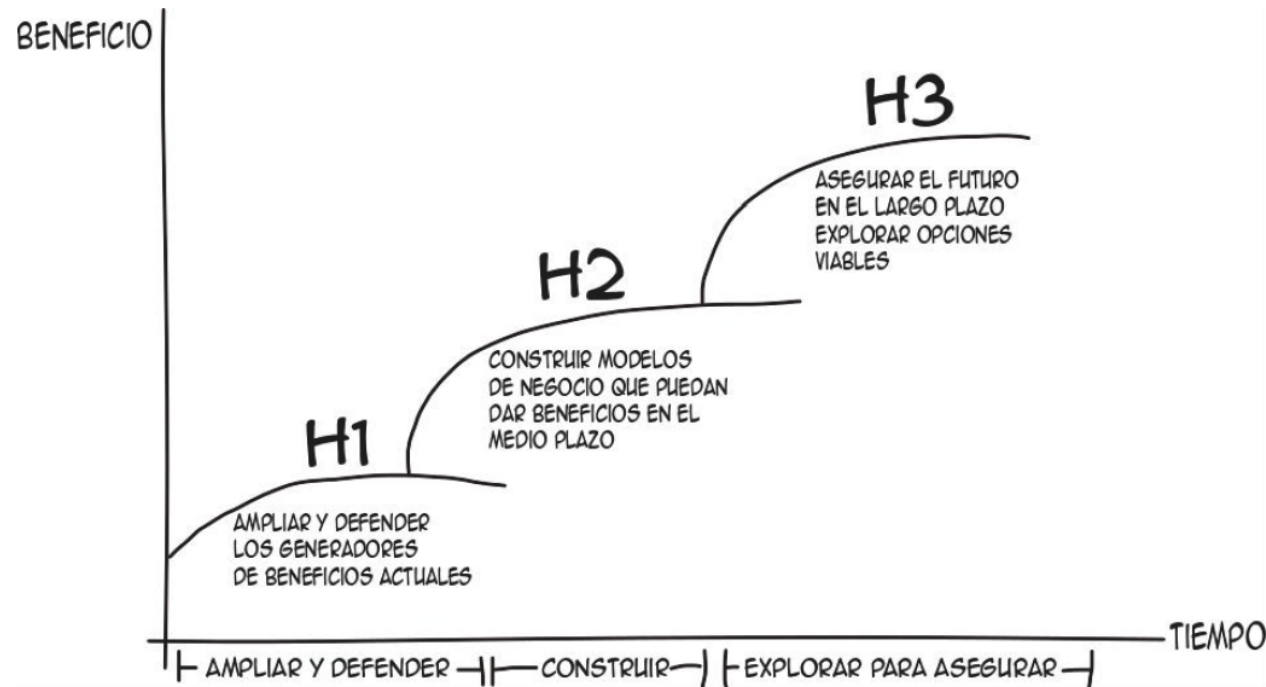 BENEFICIO
H3
ASEGURAR EL FUTURO
EN EL LARGO PLAZO
EXPLORAR OPCIONES
VIABLES
H2
CONSTRUIR MODELOS
DE NEGOCIO QUE PUEDAN
DAR BENEFICIOS EN EL
MEDIO PLAZO
H1
AMPLIAR Y DEFENDER
LOS GENERADORES
DE BENEFICIOS ACTUALES
TIEMPO
AMPLIAR Y DEFENDER
CONSTRUIR
EXPLORAR PARA ASEGURAR